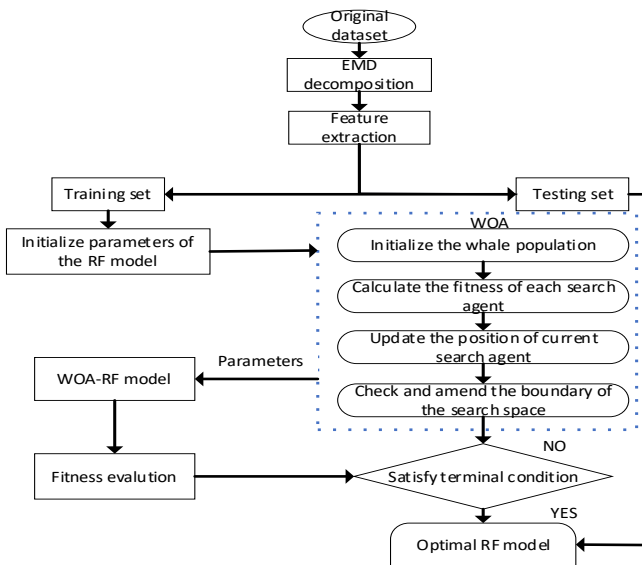 Original
dataset
EMD
decomposition
Feature
extraction
Training set
Testing set
Initialize parameters of
the RF model
WOA
Initialize the whale population
Calculate the fitness of each search
agent
Update the position of current
search agent
Check and amend the boundary of
the search space
Parameters
WOA-RF model
Fitness evalution
NO
Satisfy terminal condition
YES
Optimal RF model